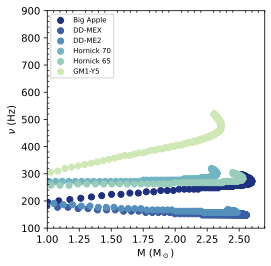 900
800
700
600
500
400
300
200
100
ν (Hz)
Big Apple
DD-MEX
DD-ME2
Hornick 70
Hornick 65
GM1-Y5
1.00 1.25 1.50 1.75 2.00 2.25 2.50
M (M⊙)